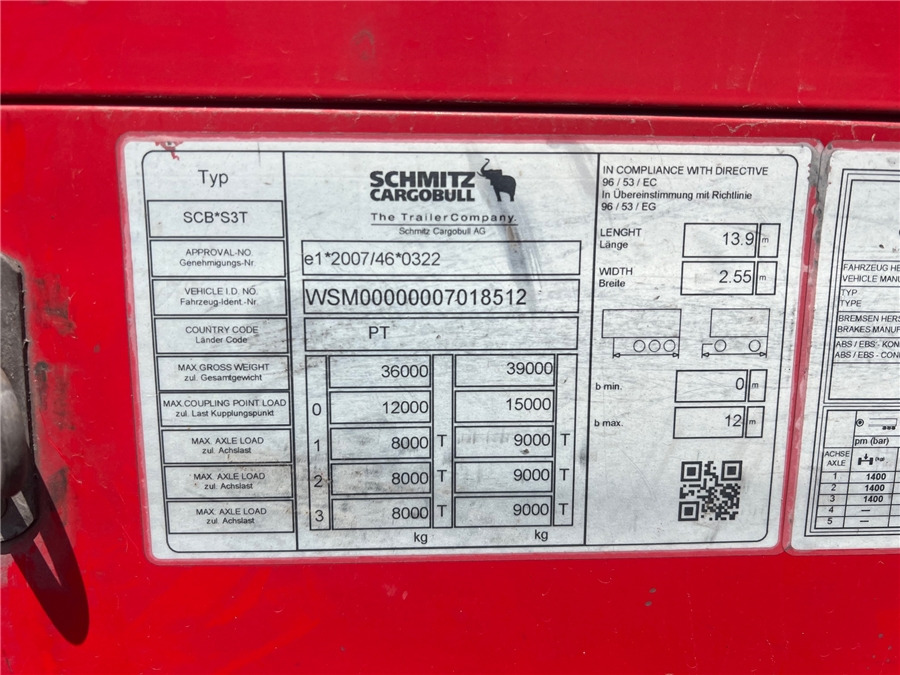 Typ
SCB*S3T
APPROVAL-NO.
Genehmigungs-Nr.
VEHICLE I.D. NO.
Fahrzeug-Ident.-Nr.
COUNTRY CODE
Länder Code
MAX.GROSS WEIGHT
zul. Gesamtgewicht
MAX.COUPLING POINT LOAD
zul. Last Kupplungspunkt
MAX. AXLE LOAD
zul. Achslast
MAX. AXLE LOAD
zul. Achslast
MAX. AXLE LOAD
zul. Achslast
SCHMITZ
CARGOBULL
The TrailerCompany.
Schmitz Cargobull AG
e1*2007/46*0322
WSM00000007018512
PT
36000 39000
0 12000 15000
1 8000 T 9000 T
2 8000 T 9000 T
3 8000 T 9000 T
kg kg
IN COMPLIANCE WITH DIRECTIVE
96 / 53 / EC
In Übereinstimmung mit Richtlinie
96 / 53 / EG
LENGHT
Länge
13.9 m
WIDTH
Breite
2.55 m
b min. 0 m
b max. 12 m
FAHRZEUG HE
VEHICLE MANU
TYP
TYPE
BREMSEN HERS
BRAKES MANUF
ABS / EBS - KON
ABS / EBS - CON
pm (bar)
ACHSE
AXLE
1 1400
2 1400
3 1400
4 —
5 —